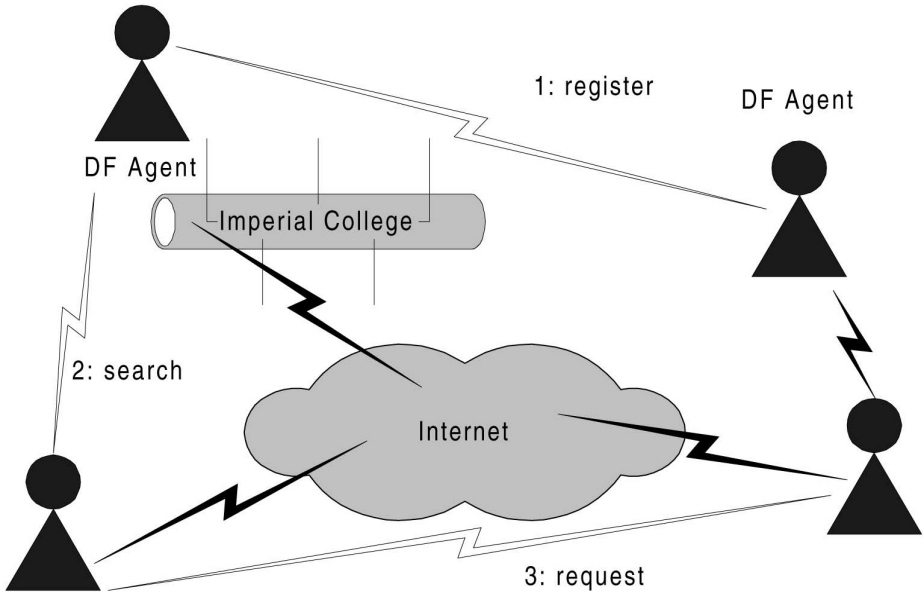 1: register
DF Agent
DF Agent
Imperial College
2: search
Internet
3: request